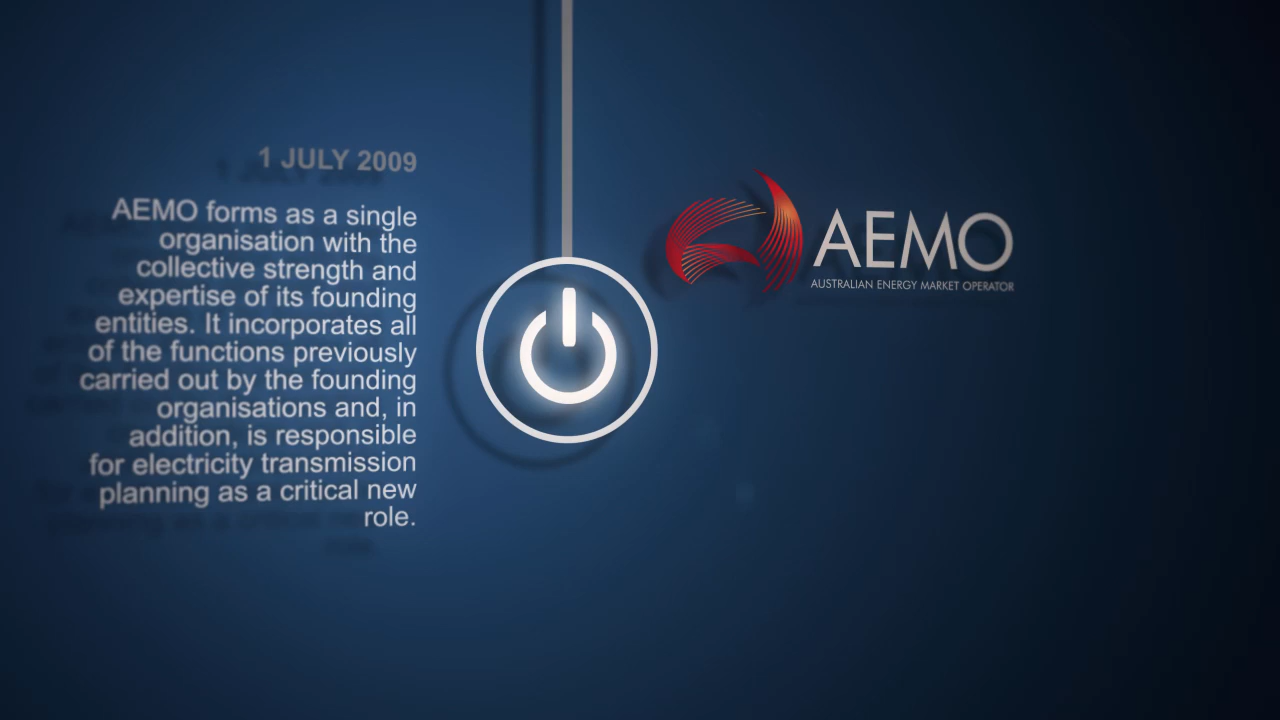 1 JULY 2009
AEMO forms as a single
organisation with the
collective strength and
expertise of its founding
entities. It incorporates all
of the functions previously
carried out by the founding
organisations and, in
addition, is responsible
for electricity transmission
planning as a critical new
role.
AEMO
AUSTRALIAN ENERGY MARKET OPERATOR